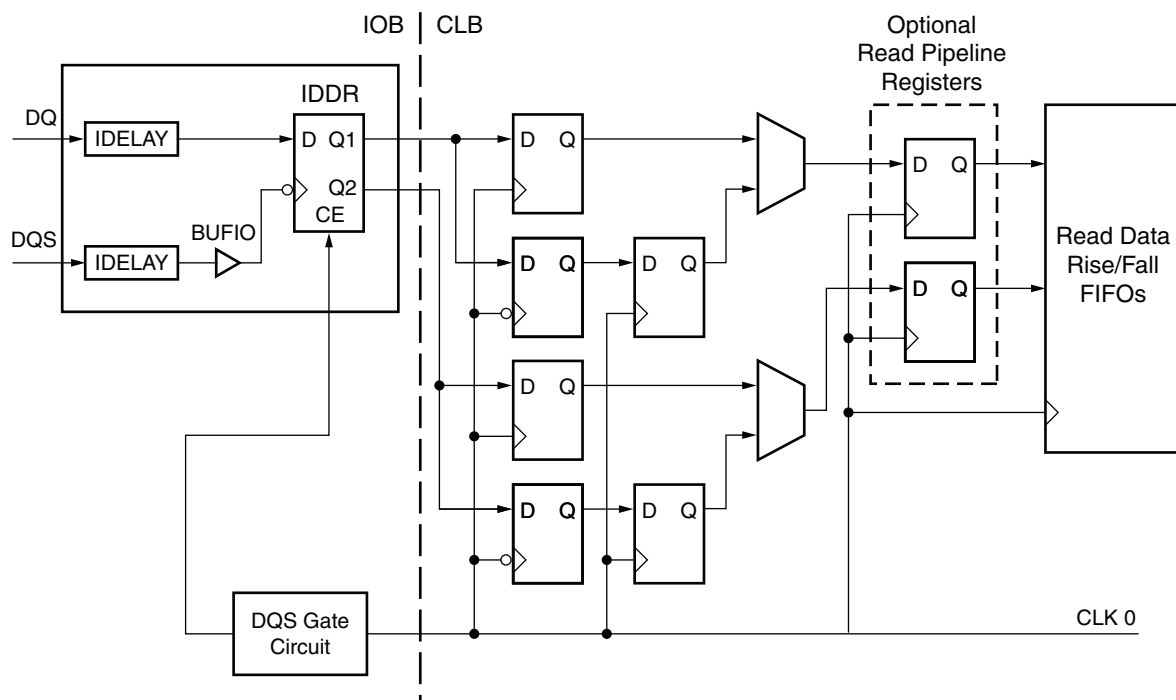 IOB
CLB
Optional
Read Pipeline
Registers
IDDR
DQ
IDELAY
D Q1
Q2
CE
DQS
IDELAY
BUFIO
D Q
D Q
D Q
D Q
D Q
D Q
D Q
D Q
Read Data
Rise/Fall
FIFOs
DQS Gate
Circuit
CLK 0